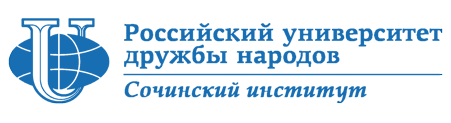 Российский университет
дружбы народов
Сочинский институт